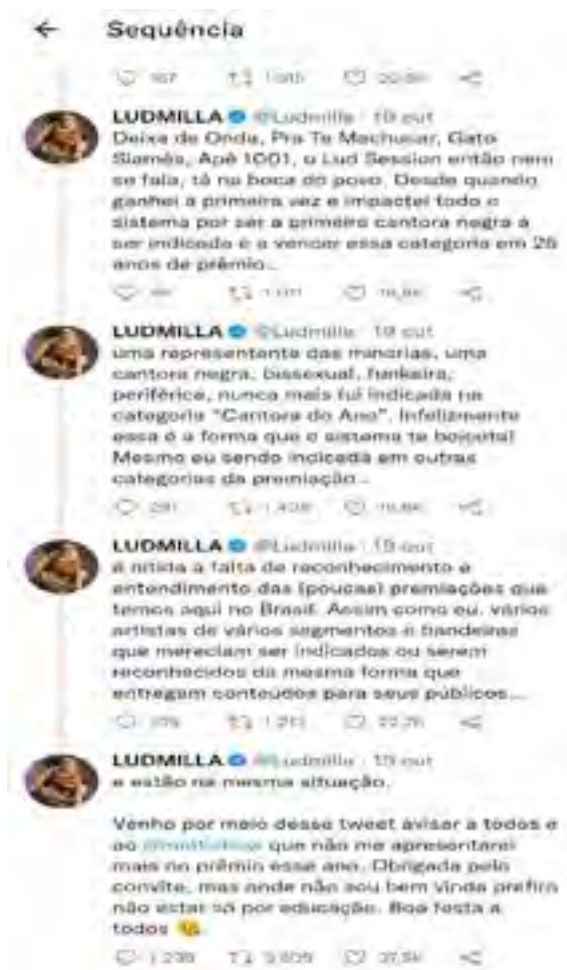 Sequência
LUDMILLA @Ludmilla · 19 out
Deixa de Onda, Pra Te Machucar, Gato
Siamês, Apê 1001, o Lud Session então nem
se fala, tá na boca do povo. Desde quando
ganhei a primeira vez e impactei todo o
sistema por ser a primeira cantora negra a
ser indicada e a vencer essa categoria em 25
anos de prêmio...
LUDMILLA @Ludmilla · 19 out
uma representante das minorias, uma
cantora negra, bissexual, funkeira,
periférica, nunca mais fui indicada na
categoria "Cantora do Ano". Infelizmente
essa é a forma que o sistema te boicota!
Mesmo eu sendo indicada em outras
categorias da premiação...
LUDMILLA @Ludmilla · 19 out
é nítida a falta de reconhecimento e
entendimento das (poucas) premiações que
temos aqui no Brasil. Assim como eu, vários
artistas de vários segmentos e bandeiras
que mereciam ser indicados ou serem
reconhecidos da mesma forma que
entregam conteúdos para seus públicos...
LUDMILLA @Ludmilla · 19 out
e estão na mesma situação.
Venho por meio desse tweet avisar a todos e
ao que não me apresentarei
mais no prêmio esse ano. Obrigada pelo
convite, mas onde não sou bem vinda prefiro
não estar só por educação. Boa festa a
todos